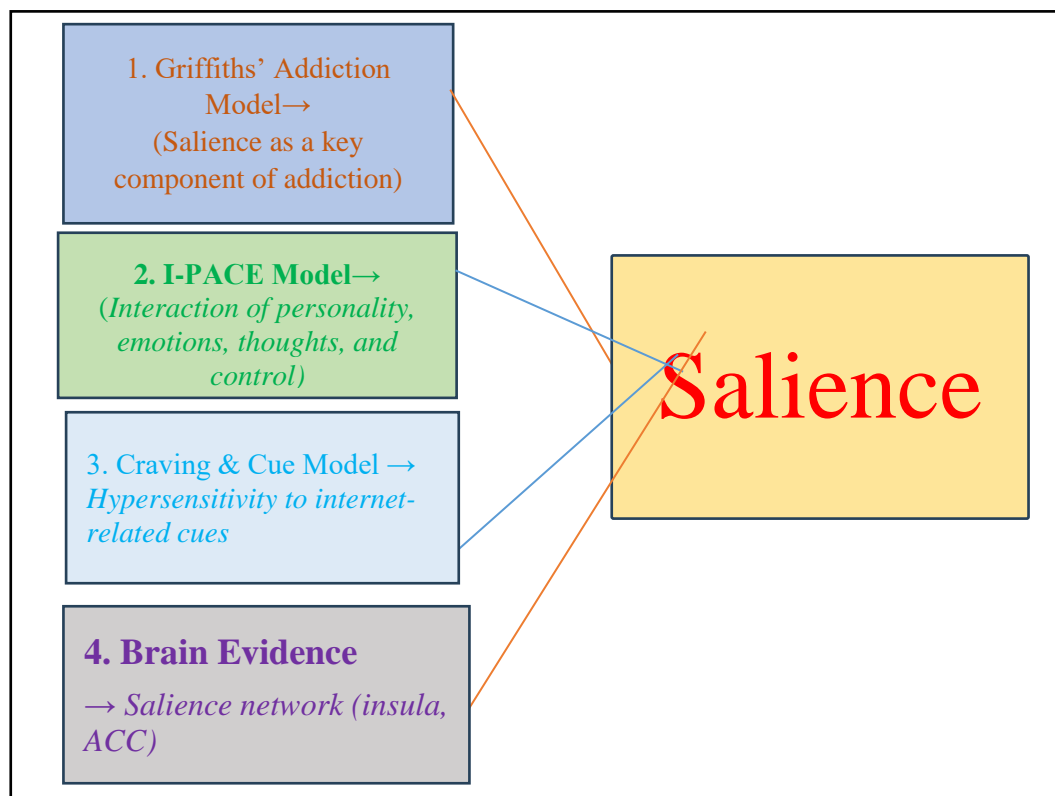 1. Griffiths’ Addiction
Model→
(Salience as a key
component of addiction)
2. I-PACE Model→
(Interaction of personality,
emotions, thoughts, and
control)
3. Craving & Cue Model →
Hypersensitivity to internet-
related cues
4. Brain Evidence
→ Salience network (insula,
ACC)
Salience